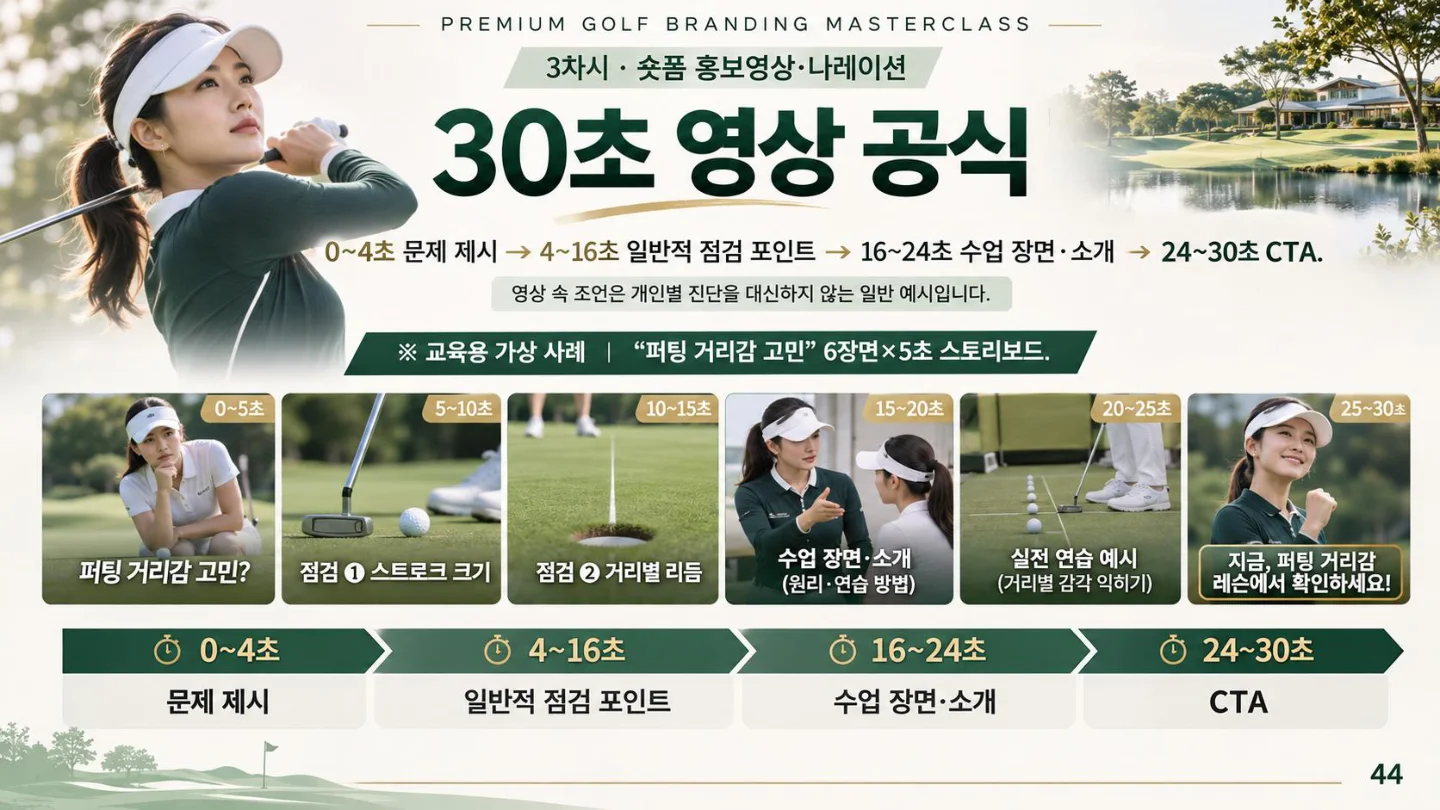 PREMIUM GOLF BRANDING MASTERCLASS
3차시 · 숏폼 홍보영상·나레이션
30초 영상 공식
0~4초 문제 제시 → 4~16초 일반적 점검 포인트 → 16~24초 수업 장면·소개 → 24~30초 CTA.
영상 속 조언은 개인별 진단을 대신하지 않는 일반 예시입니다.
※ 교육용 가상 사례 | “퍼팅 거리감 고민” 6장면×5초 스토리보드.
0~5초
퍼팅 거리감 고민?
5~10초
점검 ❶ 스트로크 크기
10~15초
점검 ❷ 거리별 리듬
15~20초
수업 장면·소개
(원리·연습 방법)
20~25초
실전 연습 예시
(거리별 감각 익히기)
25~30초
지금, 퍼팅 거리감
레슨에서 확인하세요!
0~4초
문제 제시
4~16초
일반적 점검 포인트
16~24초
수업 장면·소개
24~30초
CTA
44